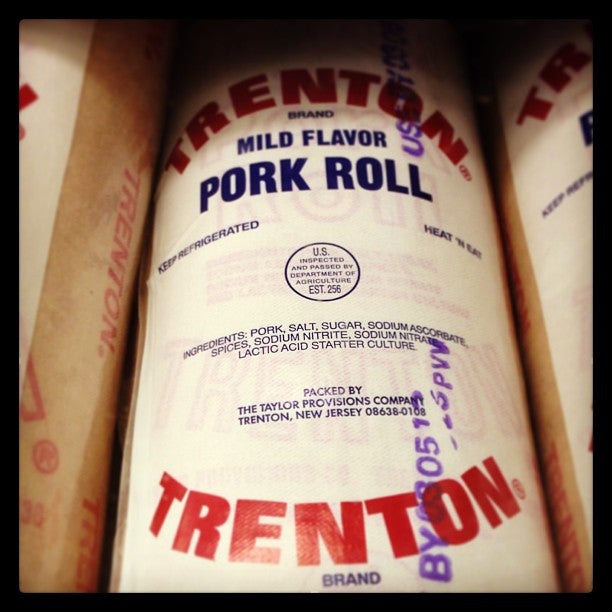 TRENTON®
BRAND
MILD FLAVOR
PORK ROLL
KEEP REFRIGERATED
HEAT 'N EAT
U.S.
INSPECTED
AND PASSED BY
DEPARTMENT OF
AGRICULTURE
EST. 256
INGREDIENTS: PORK, SALT, SUGAR, SODIUM ASCORBATE,
SPICES, SODIUM NITRITE, SODIUM NITRATE,
LACTIC ACID STARTER CULTURE.
PACKED BY
THE TAYLOR PROVISIONS COMPANY
TRENTON, NEW JERSEY 08638-0108
TRENTON®
BRAND
TRENTON.
KEEP